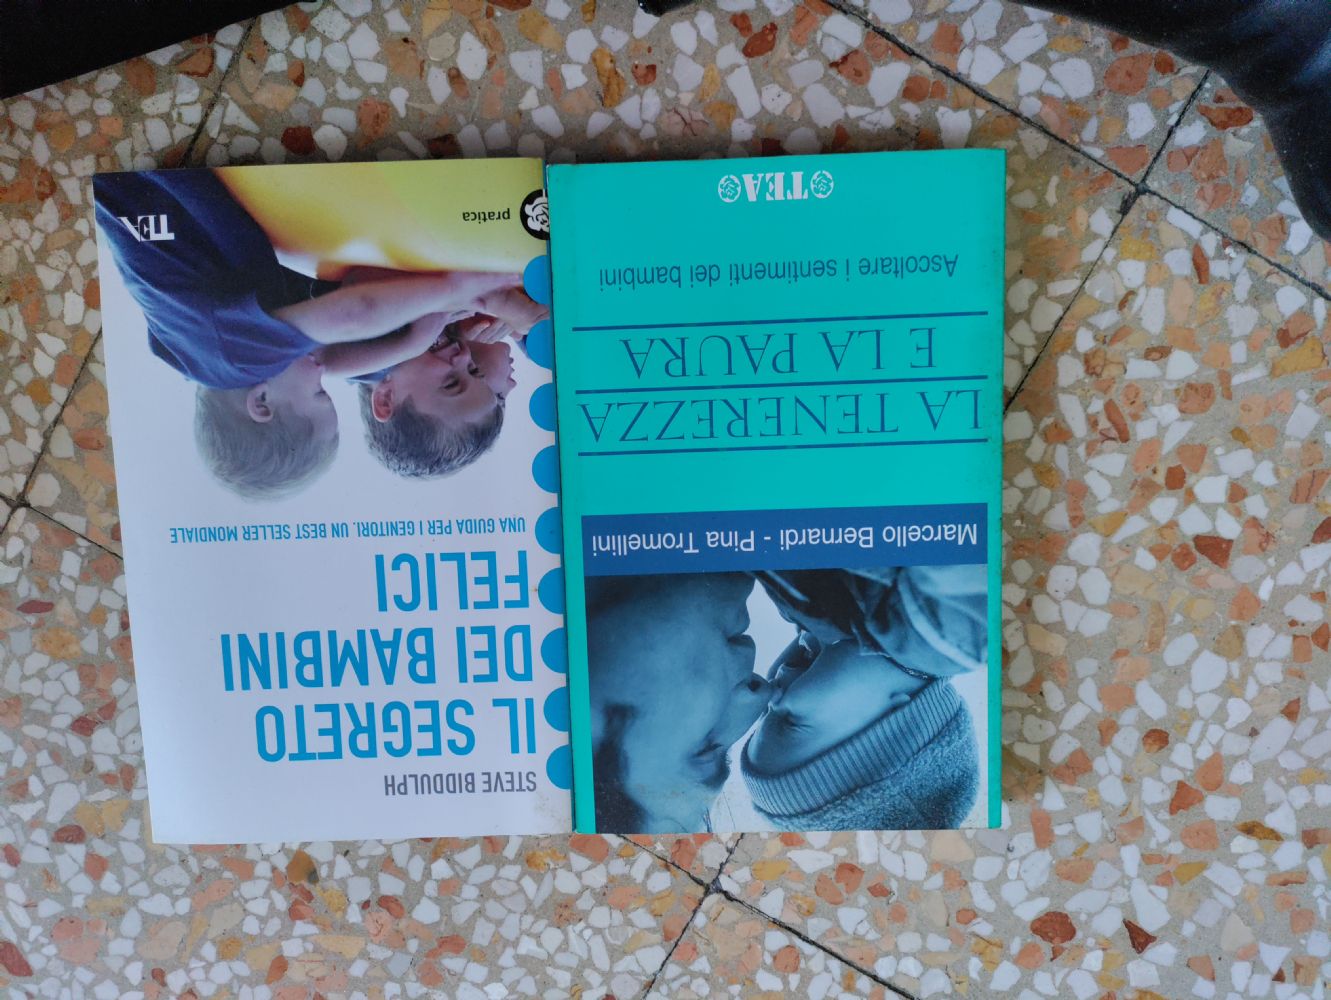 STEVE BIDDULPH
IL SEGRETO
DEI BAMBINI
FELICI
UNA GUIDA PER I GENITORI. UN BEST SELLER MONDIALE
TEA
pratica
Marcello Bernardi - Pina Tromellini
LA TENEREZZA
E LA PAURA
Ascoltare i sentimenti dei bambini
TEA